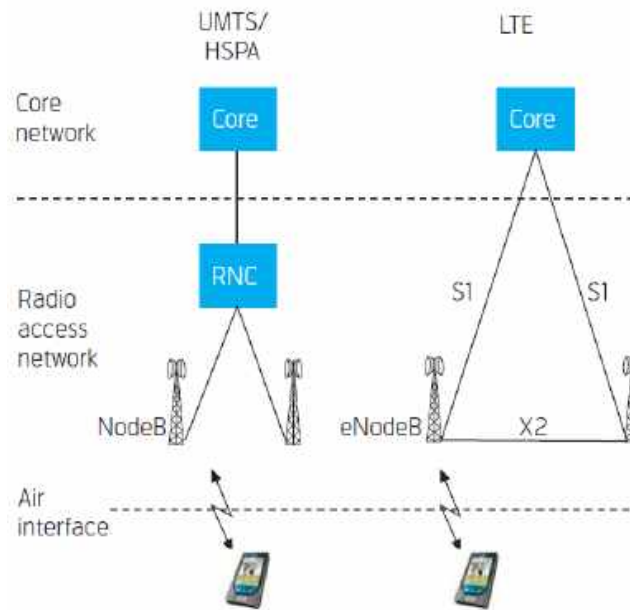 UMTS/
HSPA
LTE
Core
network
Core
Core
RNC
Radio
access
network
S1
S1
NodeB
eNodeB
X2
Air
interface